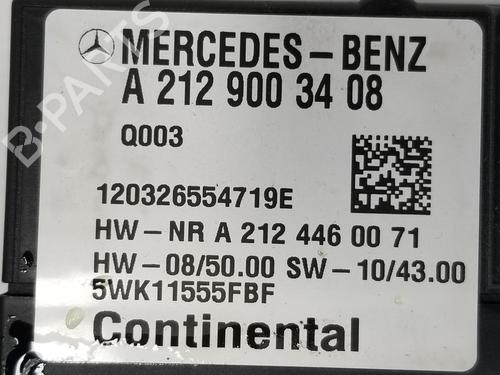 MERCEDES-BENZ
A 212 900 34 08
Q003
120326554719E
HW-NR A 212 446 00 71
HW-08/50.00 SW-10/43.00
5WK11555FBF
Continental
B-PARTS